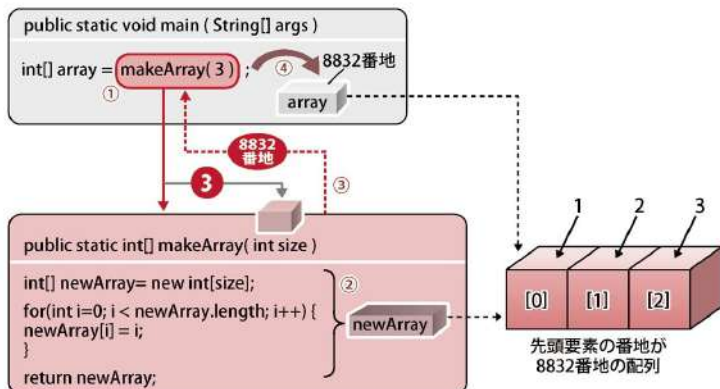 public static void main ( String[] args )
8832番地
int[] array = makeArray( 3 ) ;
④
①
array
8832
番地
1
2
3
3
③
public static int[] makeArray( int size )
int[] newArray= new int[size];
②
for(int i=0; i < newArray.length; i++) {
newArray[i] = i;
}
newArray
return newArray;
[0]
[1]
[2]
先頭要素の番地が
8832番地の配列